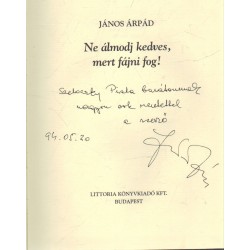 JÁNOS ÁRPÁD
Ne álmodj kedves,
mert fájni fog!
Pista barátomnak
nagyon sok szeretettel
a szerző
94.05.20
LITTORIA KÖNYVKIADÓ KFT.
BUDAPEST